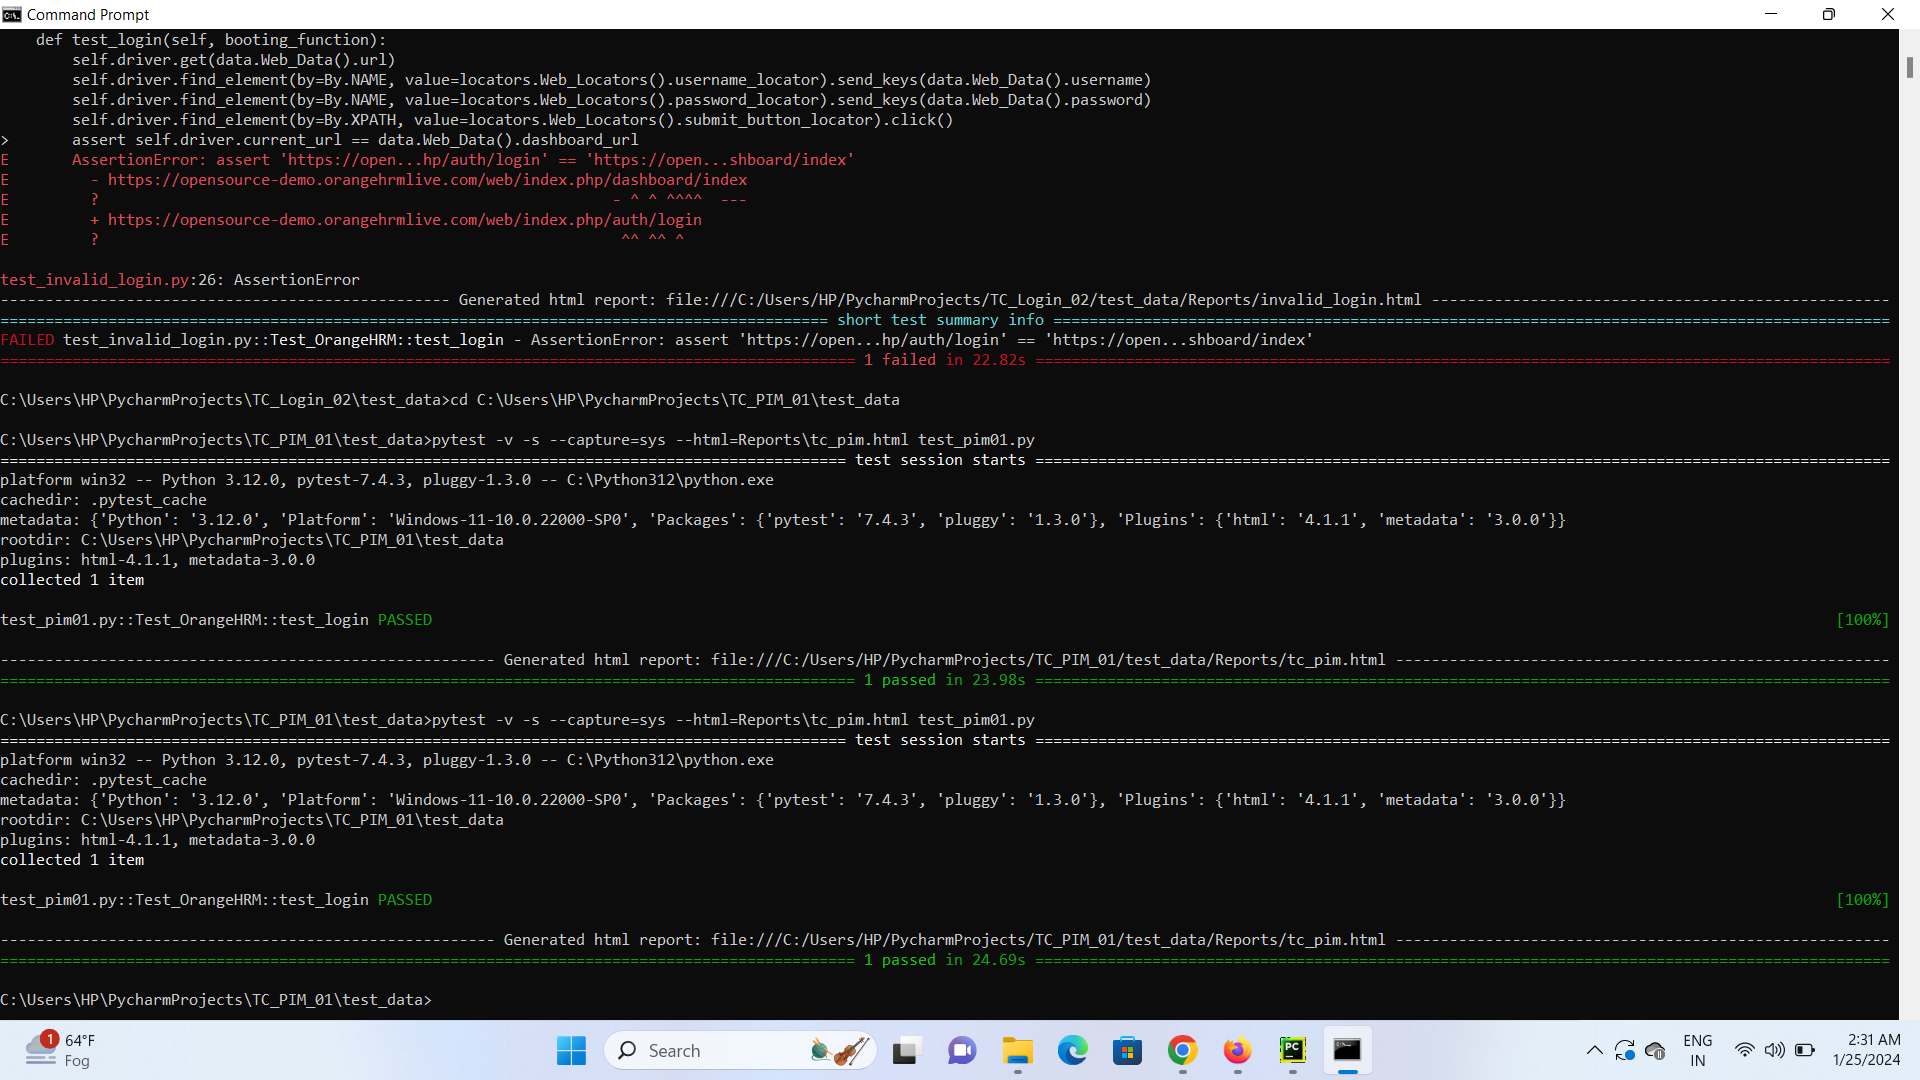 Command Prompt
    def test_login(self, booting_function):
        self.driver.get(data.Web_Data().url)
        self.driver.find_element(by=By.NAME, value=locators.Web_Locators().username_locator).send_keys(data.Web_Data().username)
        self.driver.find_element(by=By.NAME, value=locators.Web_Locators().password_locator).send_keys(data.Web_Data().password)
        self.driver.find_element(by=By.XPATH, value=locators.Web_Locators().submit_button_locator).click()
>       assert self.driver.current_url == data.Web_Data().dashboard_url
E       AssertionError: assert 'https://open...hp/auth/login' == 'https://open...shboard/index'
E         - https://opensource-demo.orangehrmlive.com/web/index.php/dashboard/index
E         ?                                                         - ^ ^ ^^^^  ---
E         + https://opensource-demo.orangehrmlive.com/web/index.php/auth/login
E         ?                                                          ^^ ^^ ^
test_invalid_login.py:26: AssertionError
-------------------------------------------------- Generated html report: file:///C:/Users/HP/PycharmProjects/TC_Login_02/test_data/Reports/invalid_login.html ---------------------------------------------------
============================================================================================ short test summary info =============================================================================================
FAILED test_invalid_login.py::Test_OrangeHRM::test_login - AssertionError: assert 'https://open...hp/auth/login' == 'https://open...shboard/index'
=============================================================================================== 1 failed in 22.82s ===============================================================================================
C:\Users\HP\PycharmProjects\TC_Login_02\test_data>cd C:\Users\HP\PycharmProjects\TC_PIM_01\test_data
C:\Users\HP\PycharmProjects\TC_PIM_01\test_data>pytest -v -s --capture=sys --html=Reports\tc_pim.html test_pim01.py
============================================================================================== test session starts ===============================================================================================
platform win32 -- Python 3.12.0, pytest-7.4.3, pluggy-1.3.0 -- C:\Python312\python.exe
cachedir: .pytest_cache
metadata: {'Python': '3.12.0', 'Platform': 'Windows-11-10.0.22000-SP0', 'Packages': {'pytest': '7.4.3', 'pluggy': '1.3.0'}, 'Plugins': {'html': '4.1.1', 'metadata': '3.0.0'}}
rootdir: C:\Users\HP\PycharmProjects\TC_PIM_01\test_data
plugins: html-4.1.1, metadata-3.0.0
collected 1 item
test_pim01.py::Test_OrangeHRM::test_login PASSED [100%]
------------------------------------------------------- Generated html report: file:///C:/Users/HP/PycharmProjects/TC_PIM_01/test_data/Reports/tc_pim.html -------------------------------------------------------
=============================================================================================== 1 passed in 23.98s ===============================================================================================
C:\Users\HP\PycharmProjects\TC_PIM_01\test_data>pytest -v -s --capture=sys --html=Reports\tc_pim.html test_pim01.py
============================================================================================== test session starts ===============================================================================================
platform win32 -- Python 3.12.0, pytest-7.4.3, pluggy-1.3.0 -- C:\Python312\python.exe
cachedir: .pytest_cache
metadata: {'Python': '3.12.0', 'Platform': 'Windows-11-10.0.22000-SP0', 'Packages': {'pytest': '7.4.3', 'pluggy': '1.3.0'}, 'Plugins': {'html': '4.1.1', 'metadata': '3.0.0'}}
rootdir: C:\Users\HP\PycharmProjects\TC_PIM_01\test_data
plugins: html-4.1.1, metadata-3.0.0
collected 1 item
test_pim01.py::Test_OrangeHRM::test_login PASSED [100%]
------------------------------------------------------- Generated html report: file:///C:/Users/HP/PycharmProjects/TC_PIM_01/test_data/Reports/tc_pim.html -------------------------------------------------------
=============================================================================================== 1 passed in 24.69s ===============================================================================================
C:\Users\HP\PycharmProjects\TC_PIM_01\test_data>
1 64°F
Fog
Search
PC
ENG
IN
2:31 AM
1/25/2024